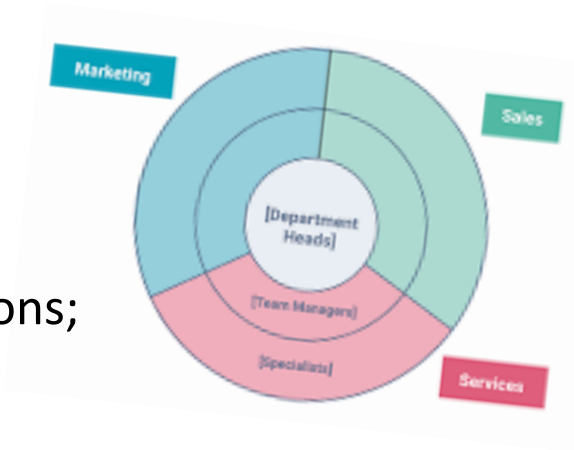 Marketing
Sales
[Department
Heads]
ons;
[Team Managers]
[Specialists]
Services